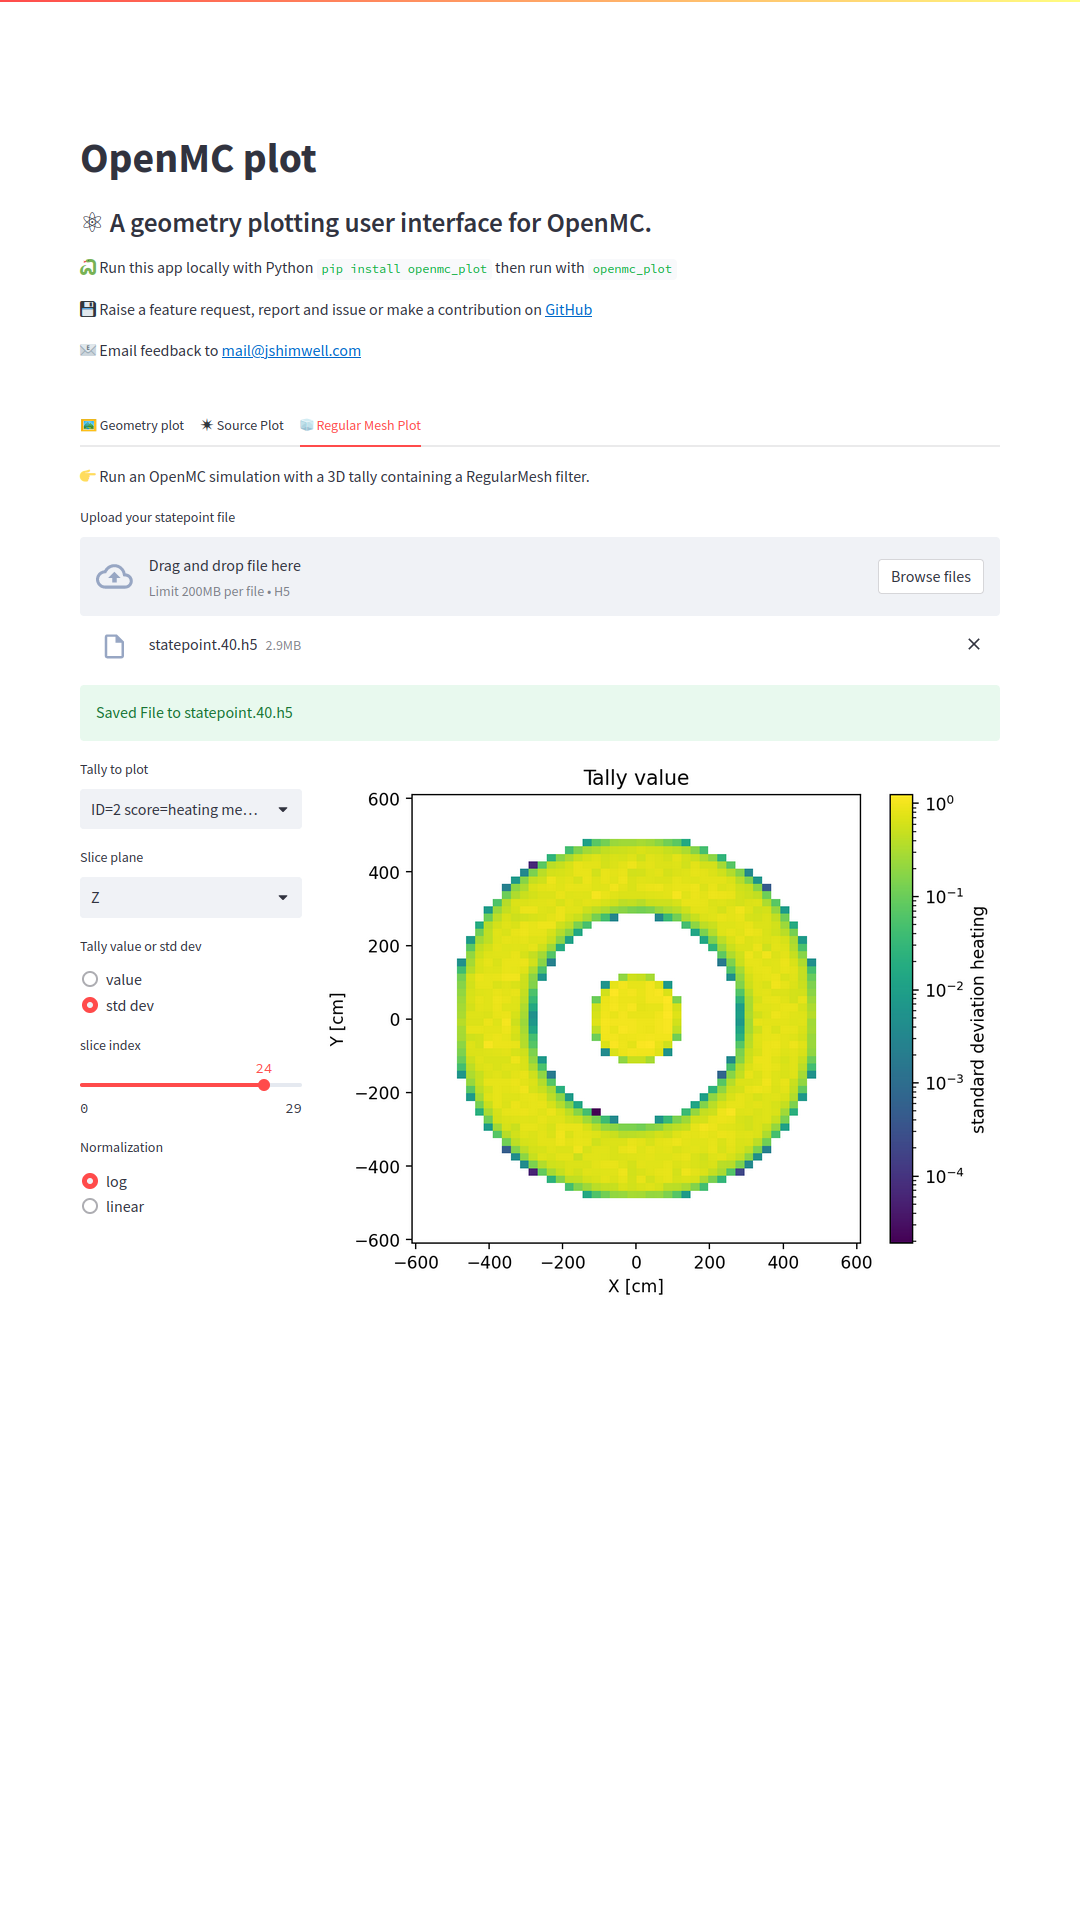 OpenMC plot
⚛ A geometry plotting user interface for OpenMC.
🐍 Run this app locally with Python pip install openmc_plot then run with openmc_plot
💾 Raise a feature request, report and issue or make a contribution on GitHub
📧 Email feedback to mail@jshimwell.com
Geometry plot Source Plot Regular Mesh Plot
👉 Run an OpenMC simulation with a 3D tally containing a RegularMesh filter.
Upload your statepoint file
Drag and drop file here
Limit 200MB per file • H5
Browse files
statepoint.40.h5 2.9MB
Saved File to statepoint.40.h5
Tally to plot
ID=2 score=heating me...
Slice plane
Z
Tally value or std dev
value
std dev
slice index
24
0 29
Normalization
log
linear
Tally value
600
400
200
0
−200
−400
−600
Y [cm]
−600 −400 −200 0 200 400 600
X [cm]
10⁰
10⁻¹
10⁻²
10⁻³
10⁻⁴
standard deviation heating